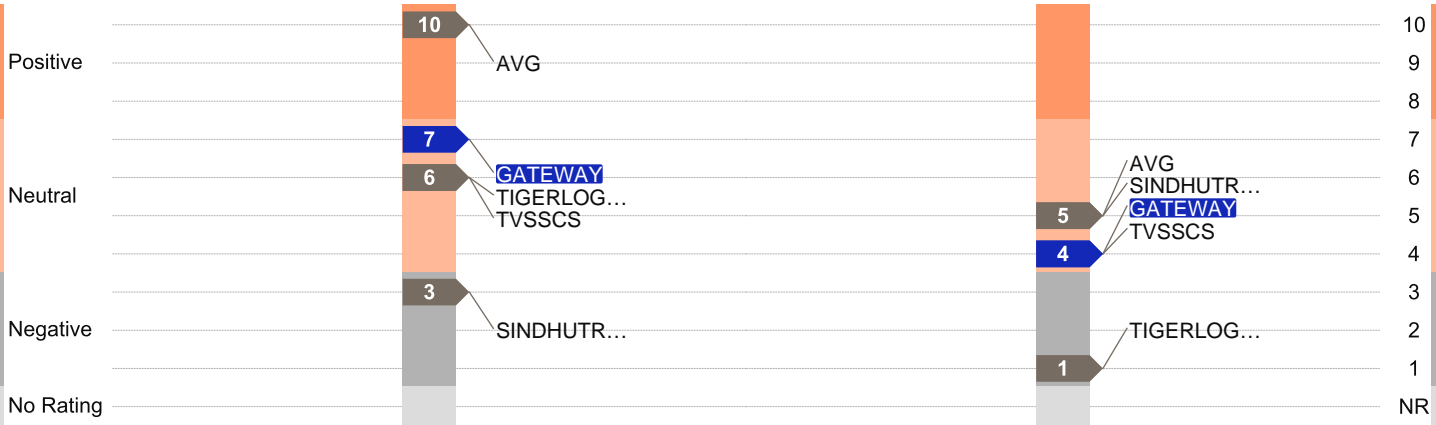 10
10
Positive
AVG
9
8
7
7
AVG
GATEWAY
6
6
SINDHUTR...
Neutral
TIGERLOG...
GATEWAY
TVSSCS
5
5
TVSSCS
4
4
3
3
Negative
SINDHUTR...
TIGERLOG...
2
1
1
No Rating
NR